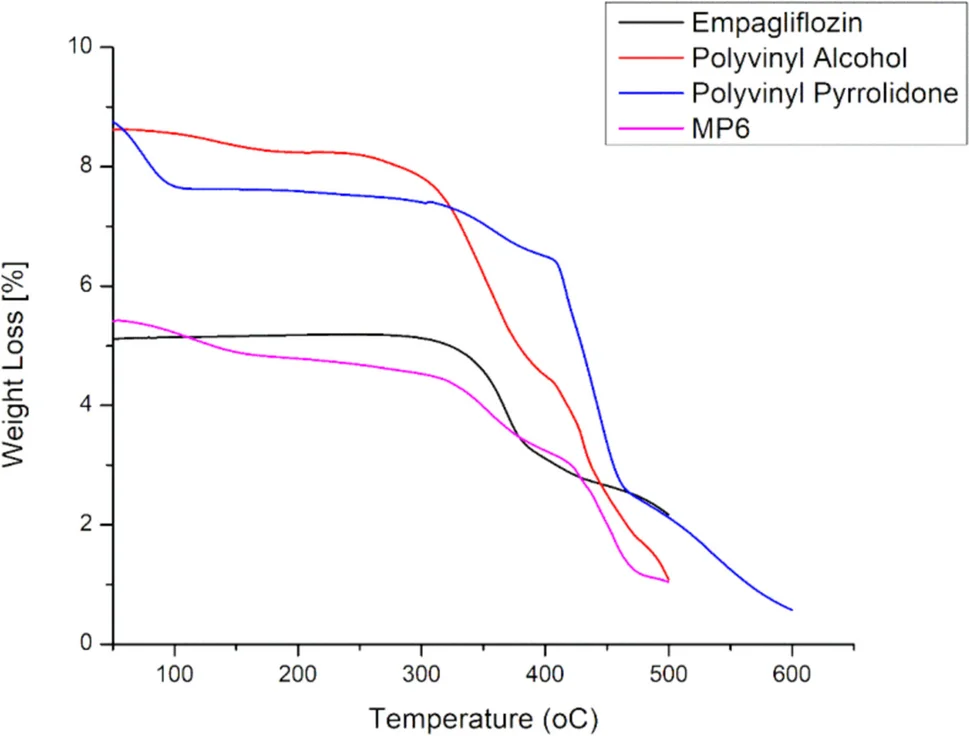 Empagliflozin
Polyvinyl Alcohol
Polyvinyl Pyrrolidone
MP6
10
8
6
4
2
0
Weight Loss [%]
100 200 300 400 500 600
Temperature (oC)